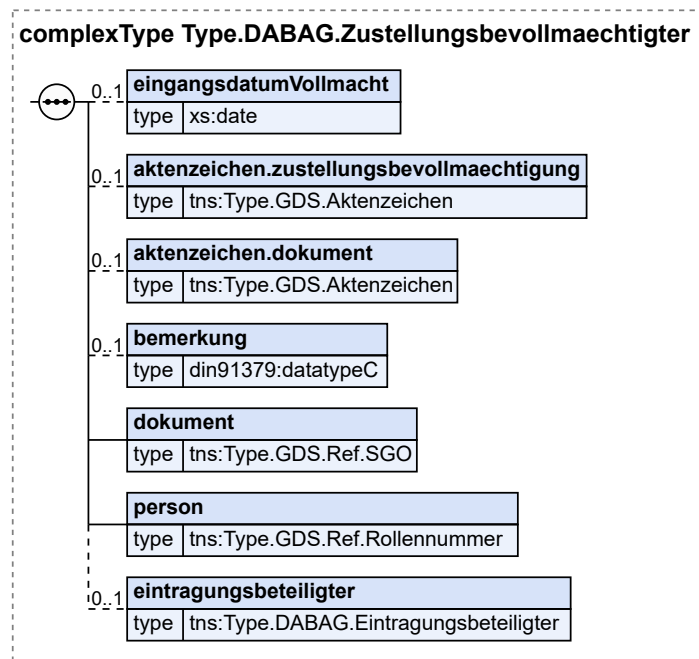 complexType Type.DABAG.Zustellungsbevollmaechtigter
0..1 eingangsdatumVollmacht
type xs:date
0..1 aktenzeichen.zustellungsbevollmaechtigung
type tns:Type.GDS.Aktenzeichen
0..1 aktenzeichen.dokument
type tns:Type.GDS.Aktenzeichen
0..1 bemerkung
type din91379:datatypeC
dokument
type tns:Type.GDS.Ref.SGO
person
type tns:Type.GDS.Ref.Rollennummer
0..1 eintragungsbeteiligter
type tns:Type.DABAG.Eintragungsbeteiligter